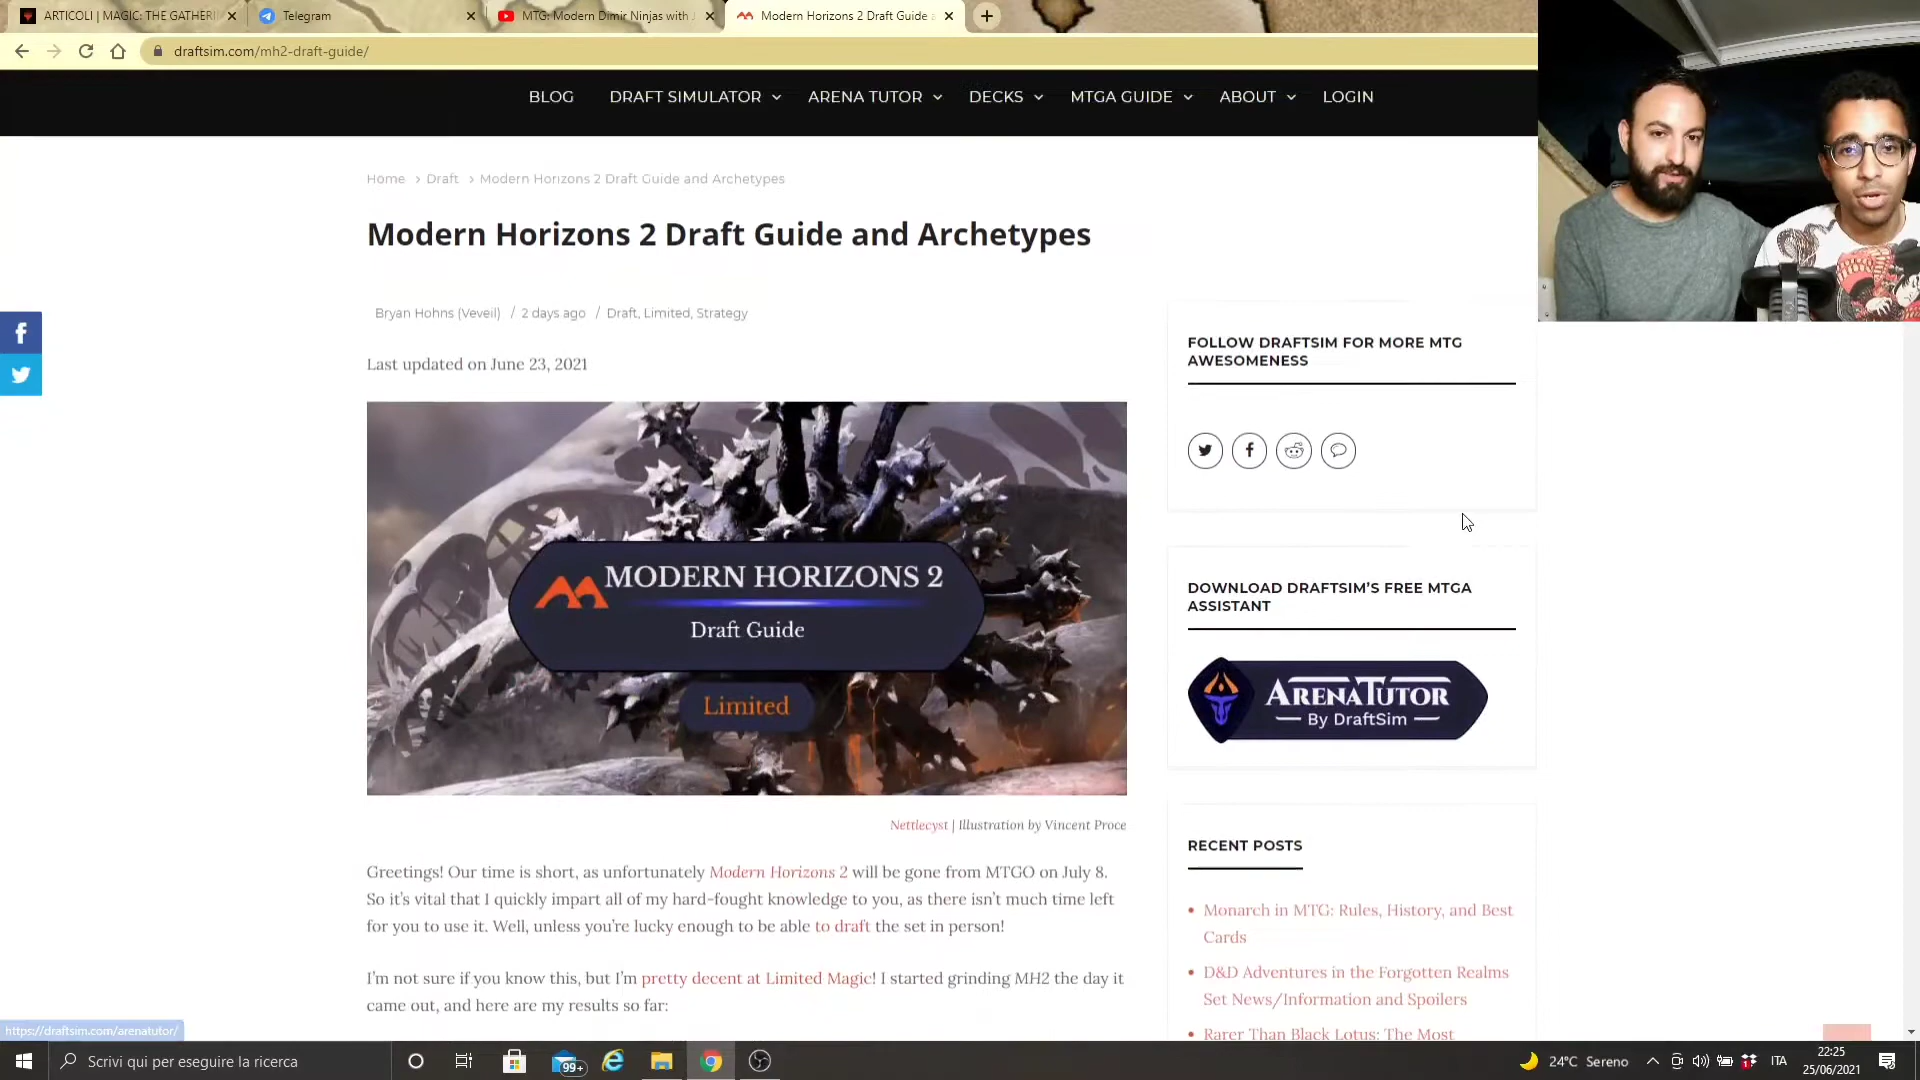 ARTICOLI | MAGIC: THE GATHERI
Telegram
MTG: Modern Dimir Ninjas with J
Modern Horizons 2 Draft Guide a
draftsim.com/mh2-draft-guide/
BLOG
DRAFT SIMULATOR
ARENA TUTOR
DECKS
MTGA GUIDE
ABOUT
LOGIN
Home > Draft > Modern Horizons 2 Draft Guide and Archetypes
Modern Horizons 2 Draft Guide and Archetypes
Bryan Hohns (Veveil) / 2 days ago / Draft, Limited, Strategy
Last updated on June 23, 2021
MODERN HORIZONS 2
Draft Guide
Limited
Nettlecyst | Illustration by Vincent Proce
Greetings! Our time is short, as unfortunately Modern Horizons 2 will be gone from MTGO on July 8.
So it's vital that I quickly impart all of my hard-fought knowledge to you, as there isn't much time left
for you to use it. Well, unless you're lucky enough to be able to draft the set in person!
I'm not sure if you know this, but I'm pretty decent at Limited Magic! I started grinding MH2 the day it
came out, and here are my results so far:
FOLLOW DRAFTSIM FOR MORE MTG
AWESOMENESS
DOWNLOAD DRAFTSIM'S FREE MTGA
ASSISTANT
ARENATUTOR
By DraftSim
RECENT POSTS
Monarch in MTG: Rules, History, and Best
Cards
D&D Adventures in the Forgotten Realms
Set News/Information and Spoilers
Rarer Than Black Lotus: The Most
https://draftsim.com/arenatutor/
Scrivi qui per eseguire la ricerca
99+
24°C Sereno
ITA
22:25
25/06/2021